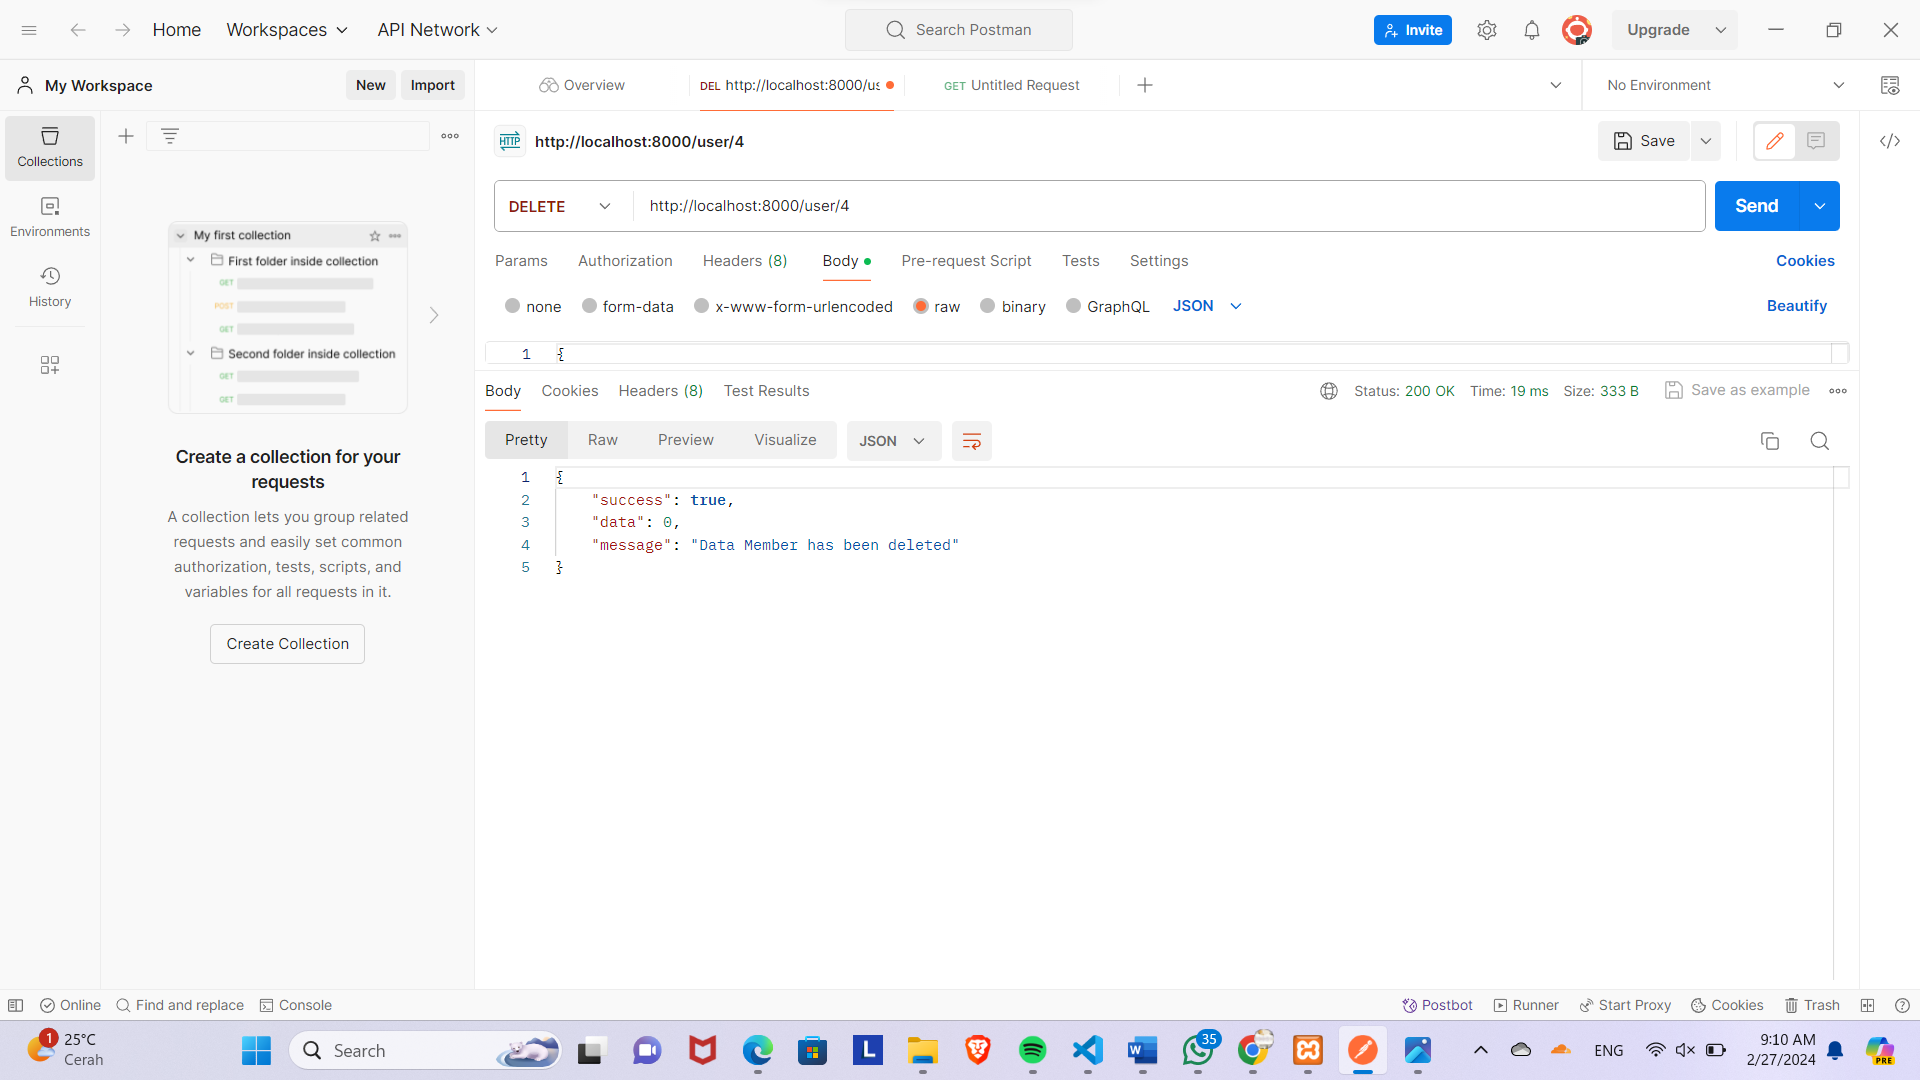 Home Workspaces API Network Search Postman Invite Upgrade
My Workspace New Import Overview DEL http://localhost:8000/us GET Untitled Request No Environment
Collections
Environments
History
My first collection
First folder inside collection
GET
POST
GET
Second folder inside collection
GET
GET
Create a collection for your
requests
A collection lets you group related
requests and easily set common
authorization, tests, scripts, and
variables for all requests in it.
Create Collection
HTTP http://localhost:8000/user/4 Save
DELETE http://localhost:8000/user/4 Send
Params Authorization Headers (8) Body Pre-request Script Tests Settings Cookies
none form-data x-www-form-urlencoded raw binary GraphQL JSON Beautify
1 {
Body Cookies Headers (8) Test Results Status: 200 OK Time: 19 ms Size: 333 B Save as example
Pretty Raw Preview Visualize JSON
1 {
2 "success": true,
3 "data": 0,
4 "message": "Data Member has been deleted"
5 }
Online Find and replace Console Postbot Runner Start Proxy Cookies Trash
1 25°C
Cerah
Search
L
W
35
ENG
9:10 AM
2/27/2024
PRE